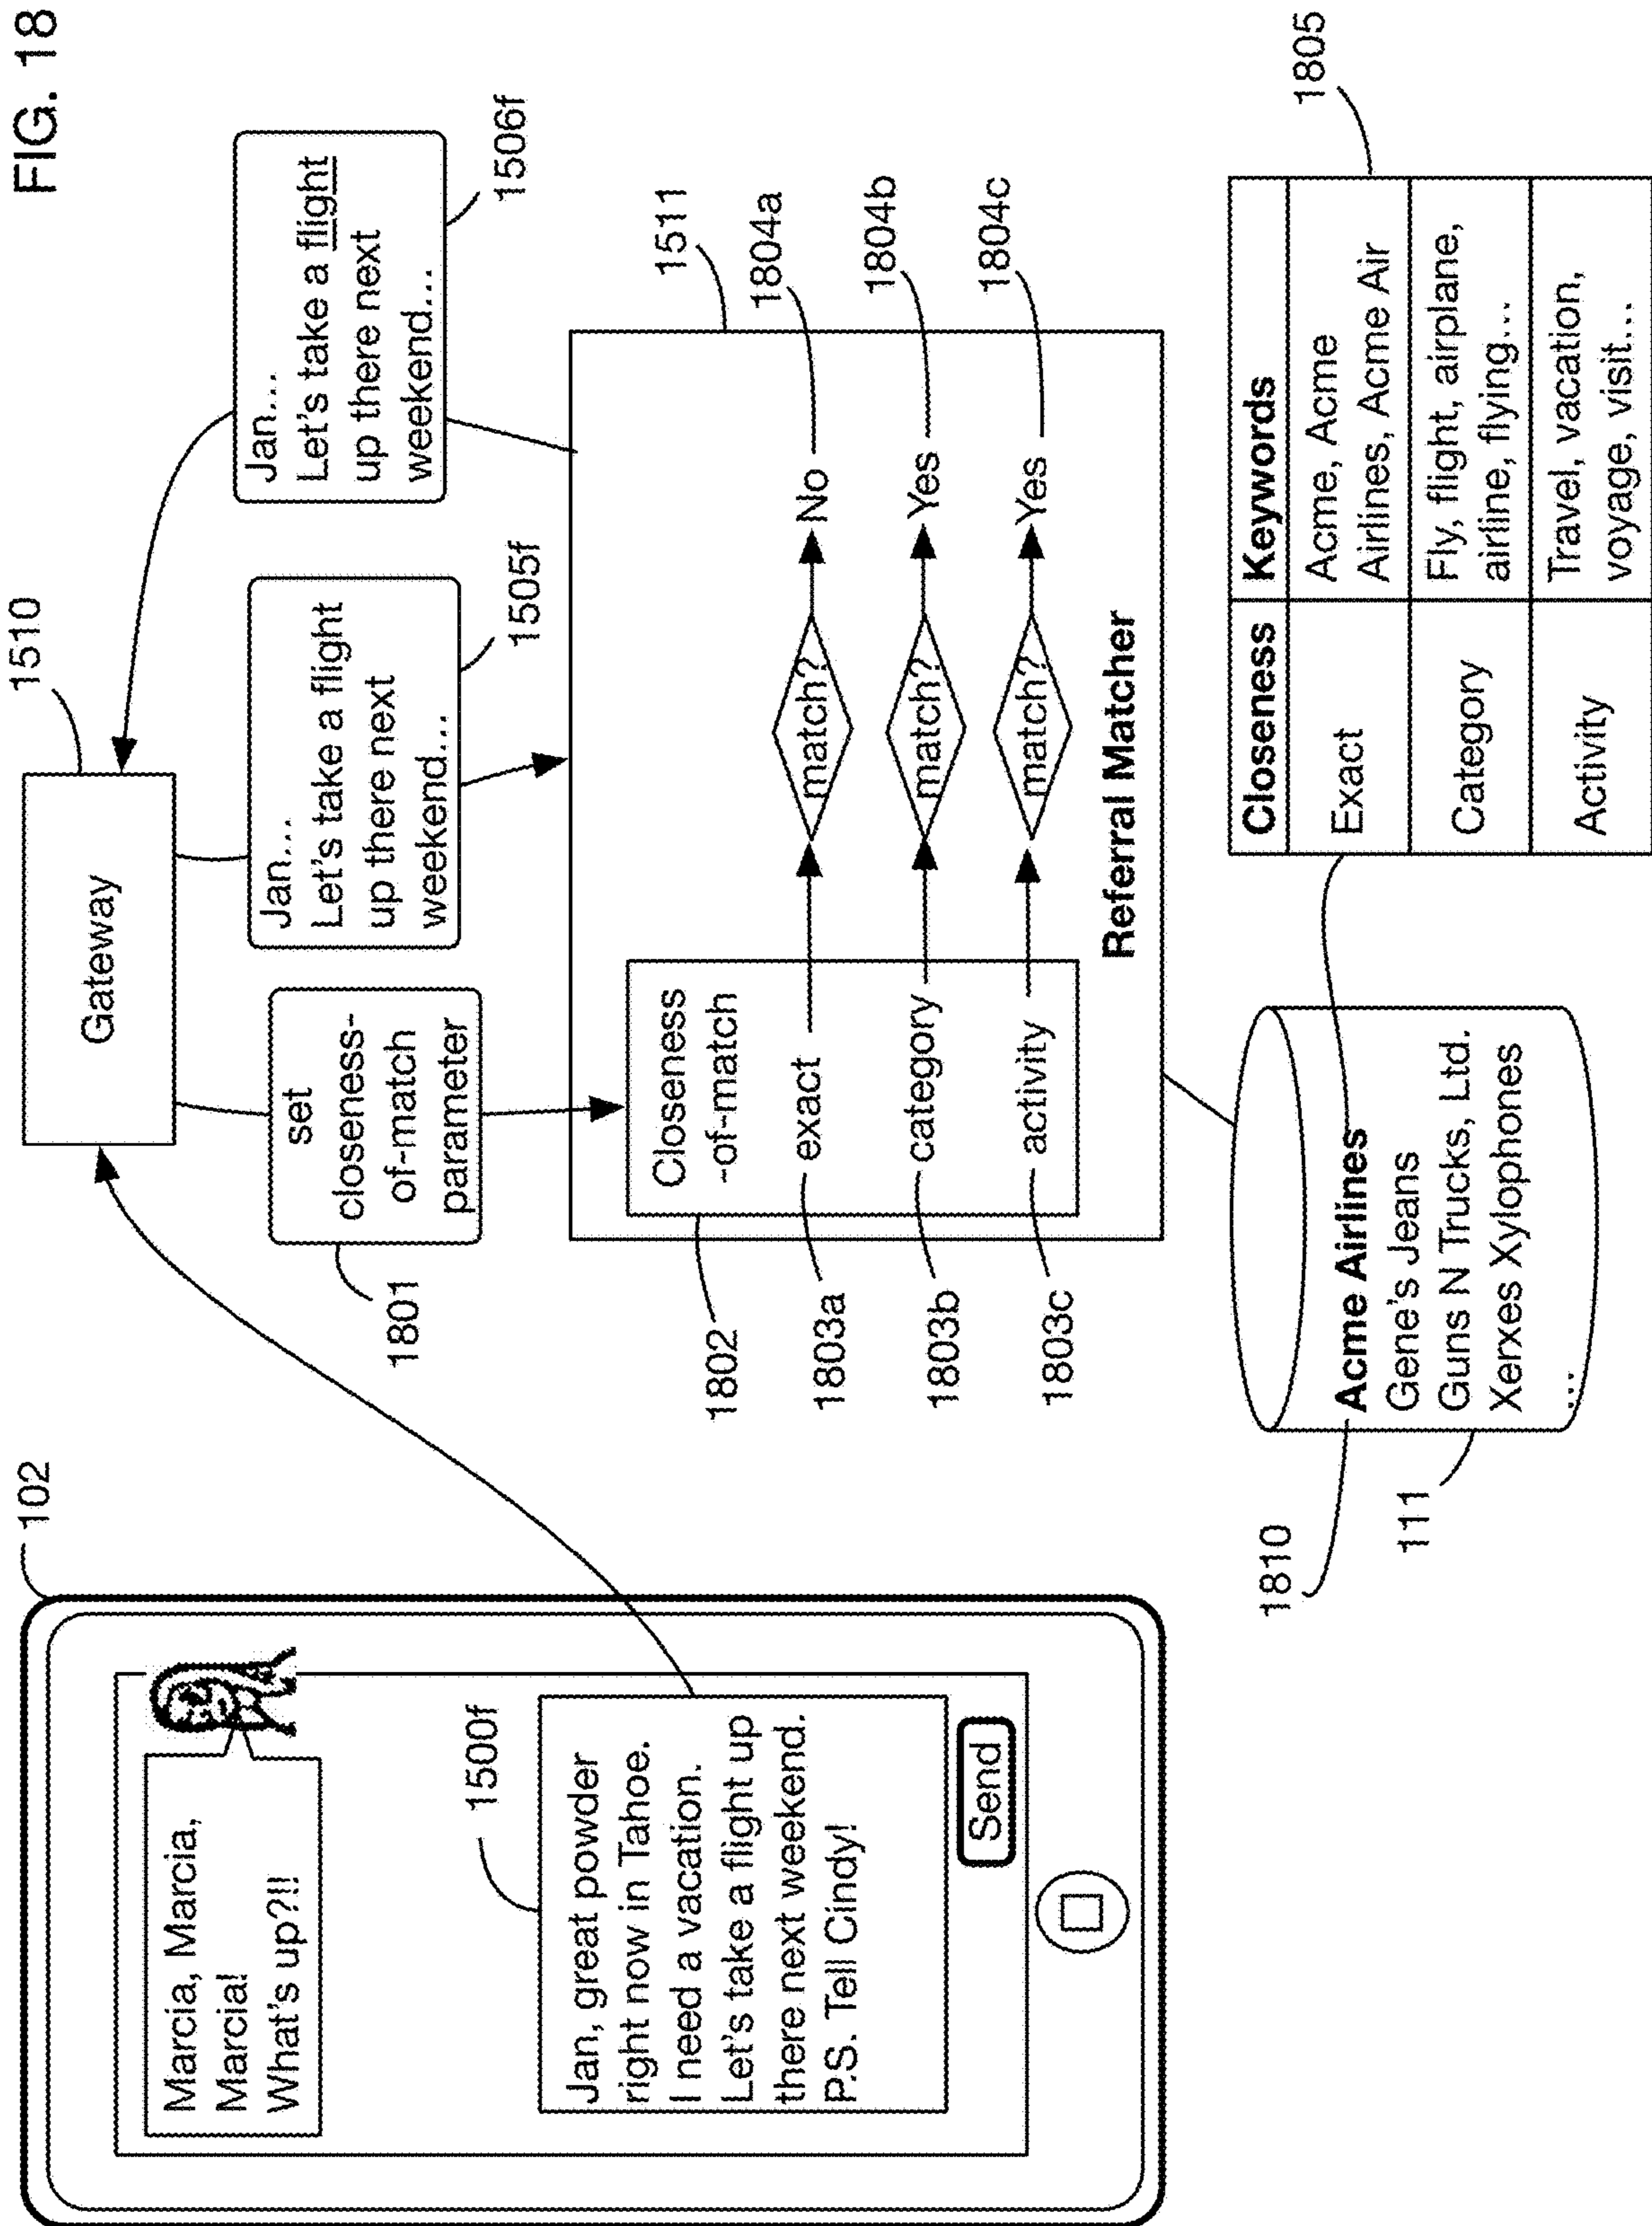 FIG. 18
102
Marcia, Marcia,
Marcia!
What's up?!!
1500f
Jan, great powder
right now in Tahoe.
I need a vacation.
Let's take a flight up
there next weekend.
P.S. Tell Cindy!
Send
1510
Gateway
1801
set
closeness-
of-match
parameter
Jan...
Let's take a flight
up there next
weekend...
1505f
Jan...
Let's take a flight
up there next
weekend...
1506f
1511
1802
Closeness
-of-match
1803a
exact
match?
No
1804a
1803b
category
match?
Yes
1804b
1803c
activity
match?
Yes
1804c
Referral Matcher
1810
Acme Airlines
Gene's Jeans
Guns N Trucks, Ltd.
Xerxes Xylophones
...
111
1805
Closeness Keywords
Exact
Acme, Acme
Airlines, Acme Air
Category
Fly, flight, airplane,
airline, flying...
Activity
Travel, vacation,
voyage, visit...